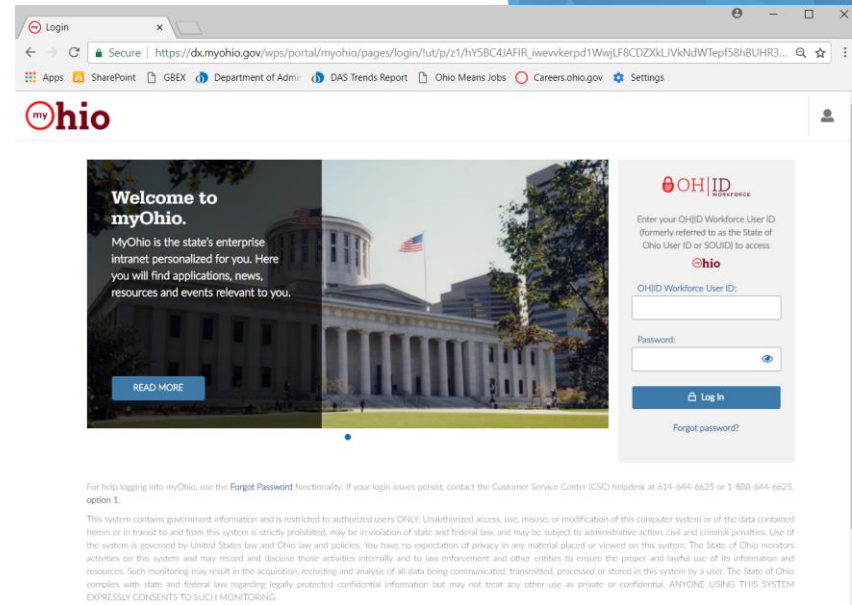 Login
Secure | https://dx.myohio.gov/wps/portal/myohio/pages/login/!ut/p/z1/hY5BC4JAFIR_iwevvkerpd1WwjLF8CDZXkLJVkNdWTepf58hBUHR3...
Apps SharePoint GBEX Department of Admi DAS Trends Report Ohio Means Jobs Careers.ohio.gov Settings
my Ohio
Welcome to
myOhio.
MyOhio is the state's enterprise
intranet personalized for you. Here
you will find applications, news,
resources and events relevant to you.
READ MORE
OH|ID
WORKFORCE
Enter your OH|ID Workforce User ID
(formerly referred to as the State of
Ohio User ID or SOUID) to access
myOhio
OH|ID Workforce User ID:
Password:
Log In
Forgot password?
For help logging into myOhio, use the Forgot Password functionality. If your login issues persist, contact the Customer Service Center (CSC) helpdesk at 614-644-6625 or 1-888-644-6625,
option 1.
This system contains government information and is restricted to authorized users ONLY. Unauthorized access, use, misuse, or modification of this computer system or of the data contained
herein or in transit to and from this system is strictly prohibited, may be in violation of state and federal law, and may be subject to administrative action, civil and criminal penalties. Use of
the system is governed by United States law and Ohio law and policies. You have no expectation of privacy in any material placed or viewed on this system. The State of Ohio monitors
activities on this system and may record and disclose those activities internally and to law enforcement and other entities to ensure the proper and lawful use of its information and
resources. Such monitoring may result in the acquisition, recording and analysis of all data being communicated, transmitted, processed or stored in this system by a user. The State of Ohio
complies with state and federal law regarding legally protected confidential information but may not treat any other use as private or confidential. ANYONE USING THIS SYSTEM
EXPRESSLY CONSENTS TO SUCH MONITORING.